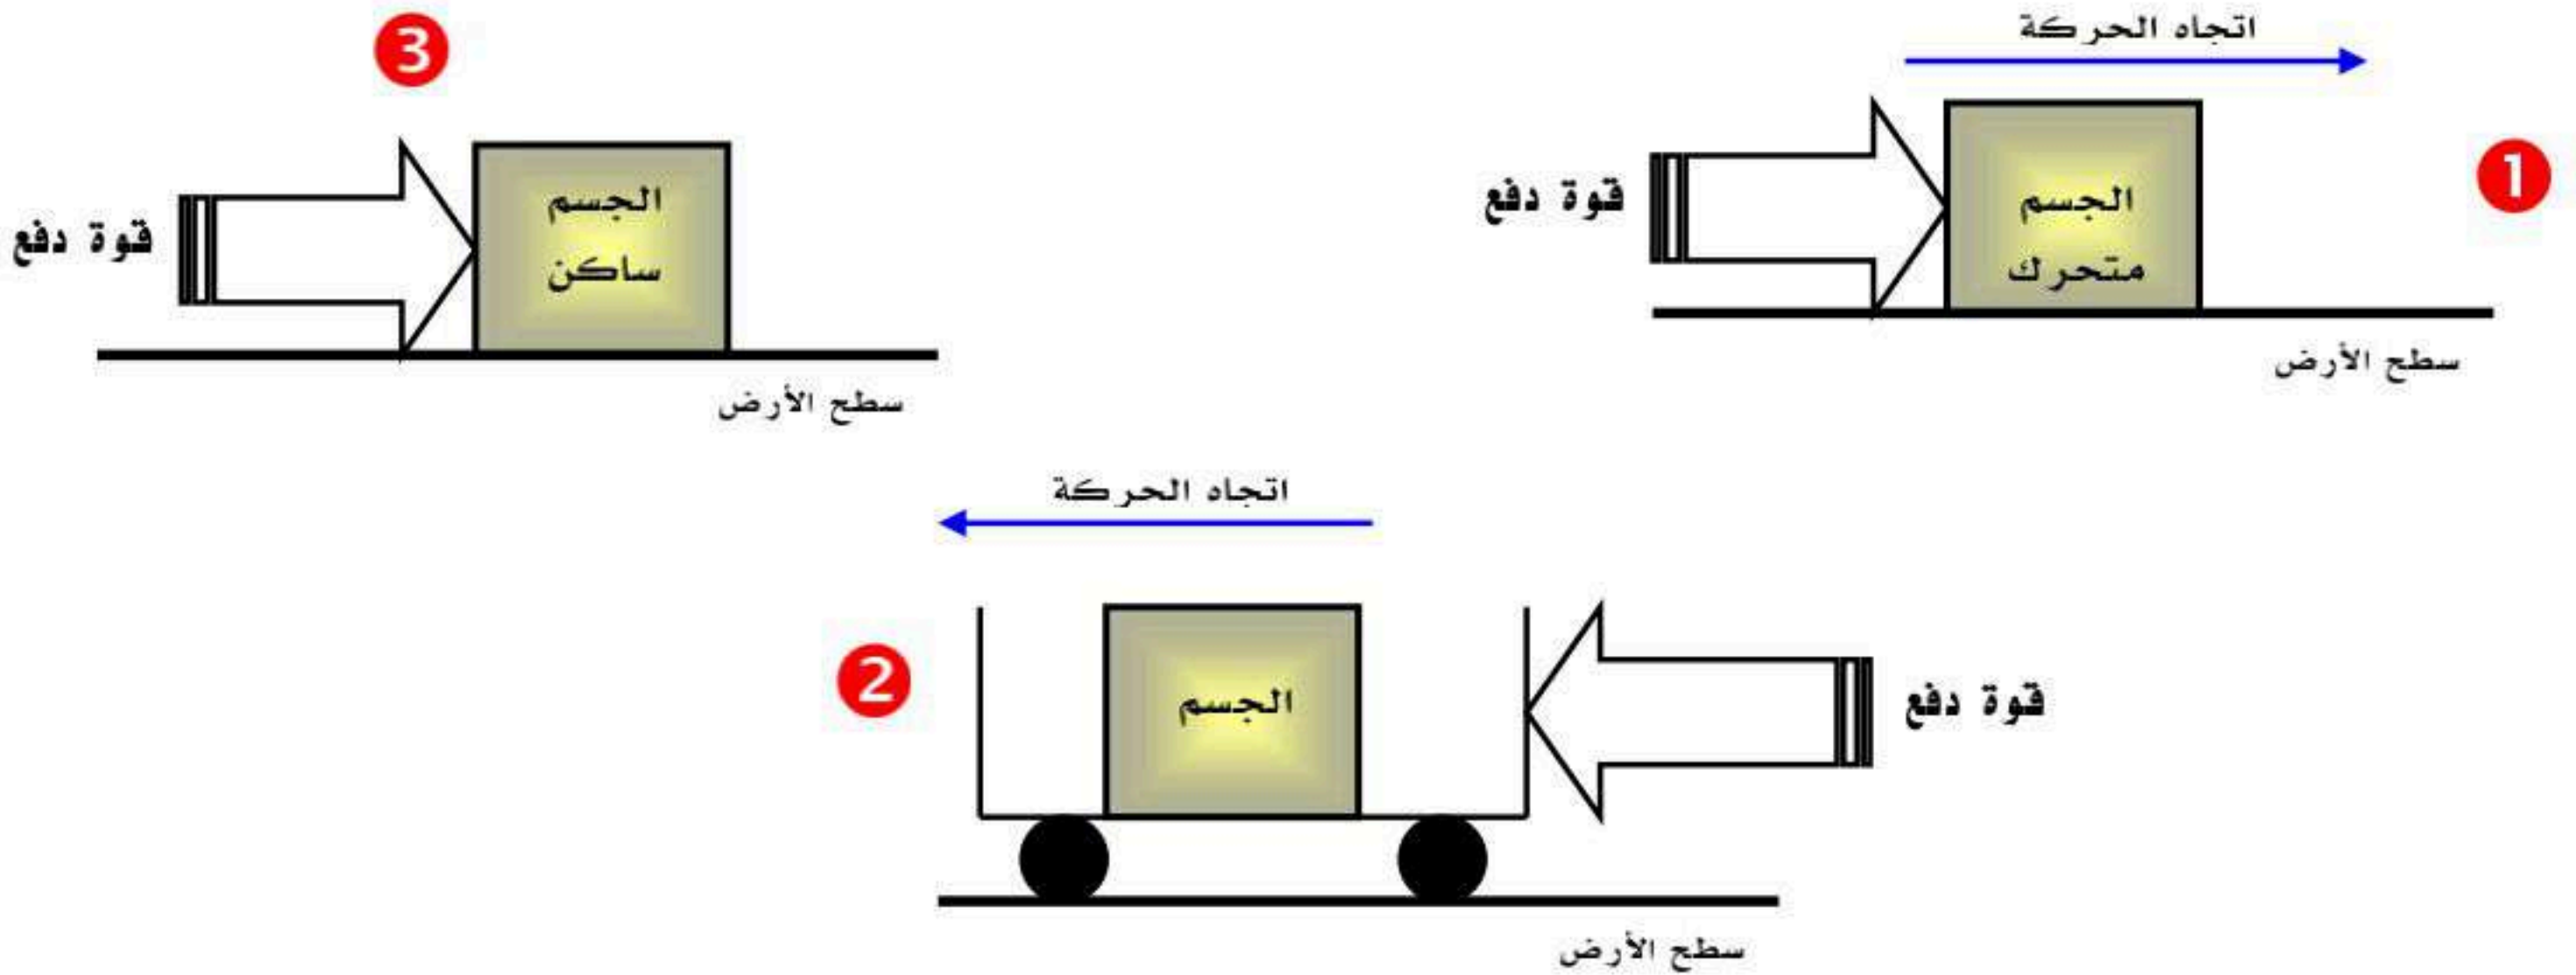 اتجاه الحركة
1
قوة دفع
الجسم
متحرك
سطح الأرض
3
قوة دفع
الجسم
ساكن
سطح الأرض
اتجاه الحركة
2
الجسم
قوة دفع
سطح الأرض